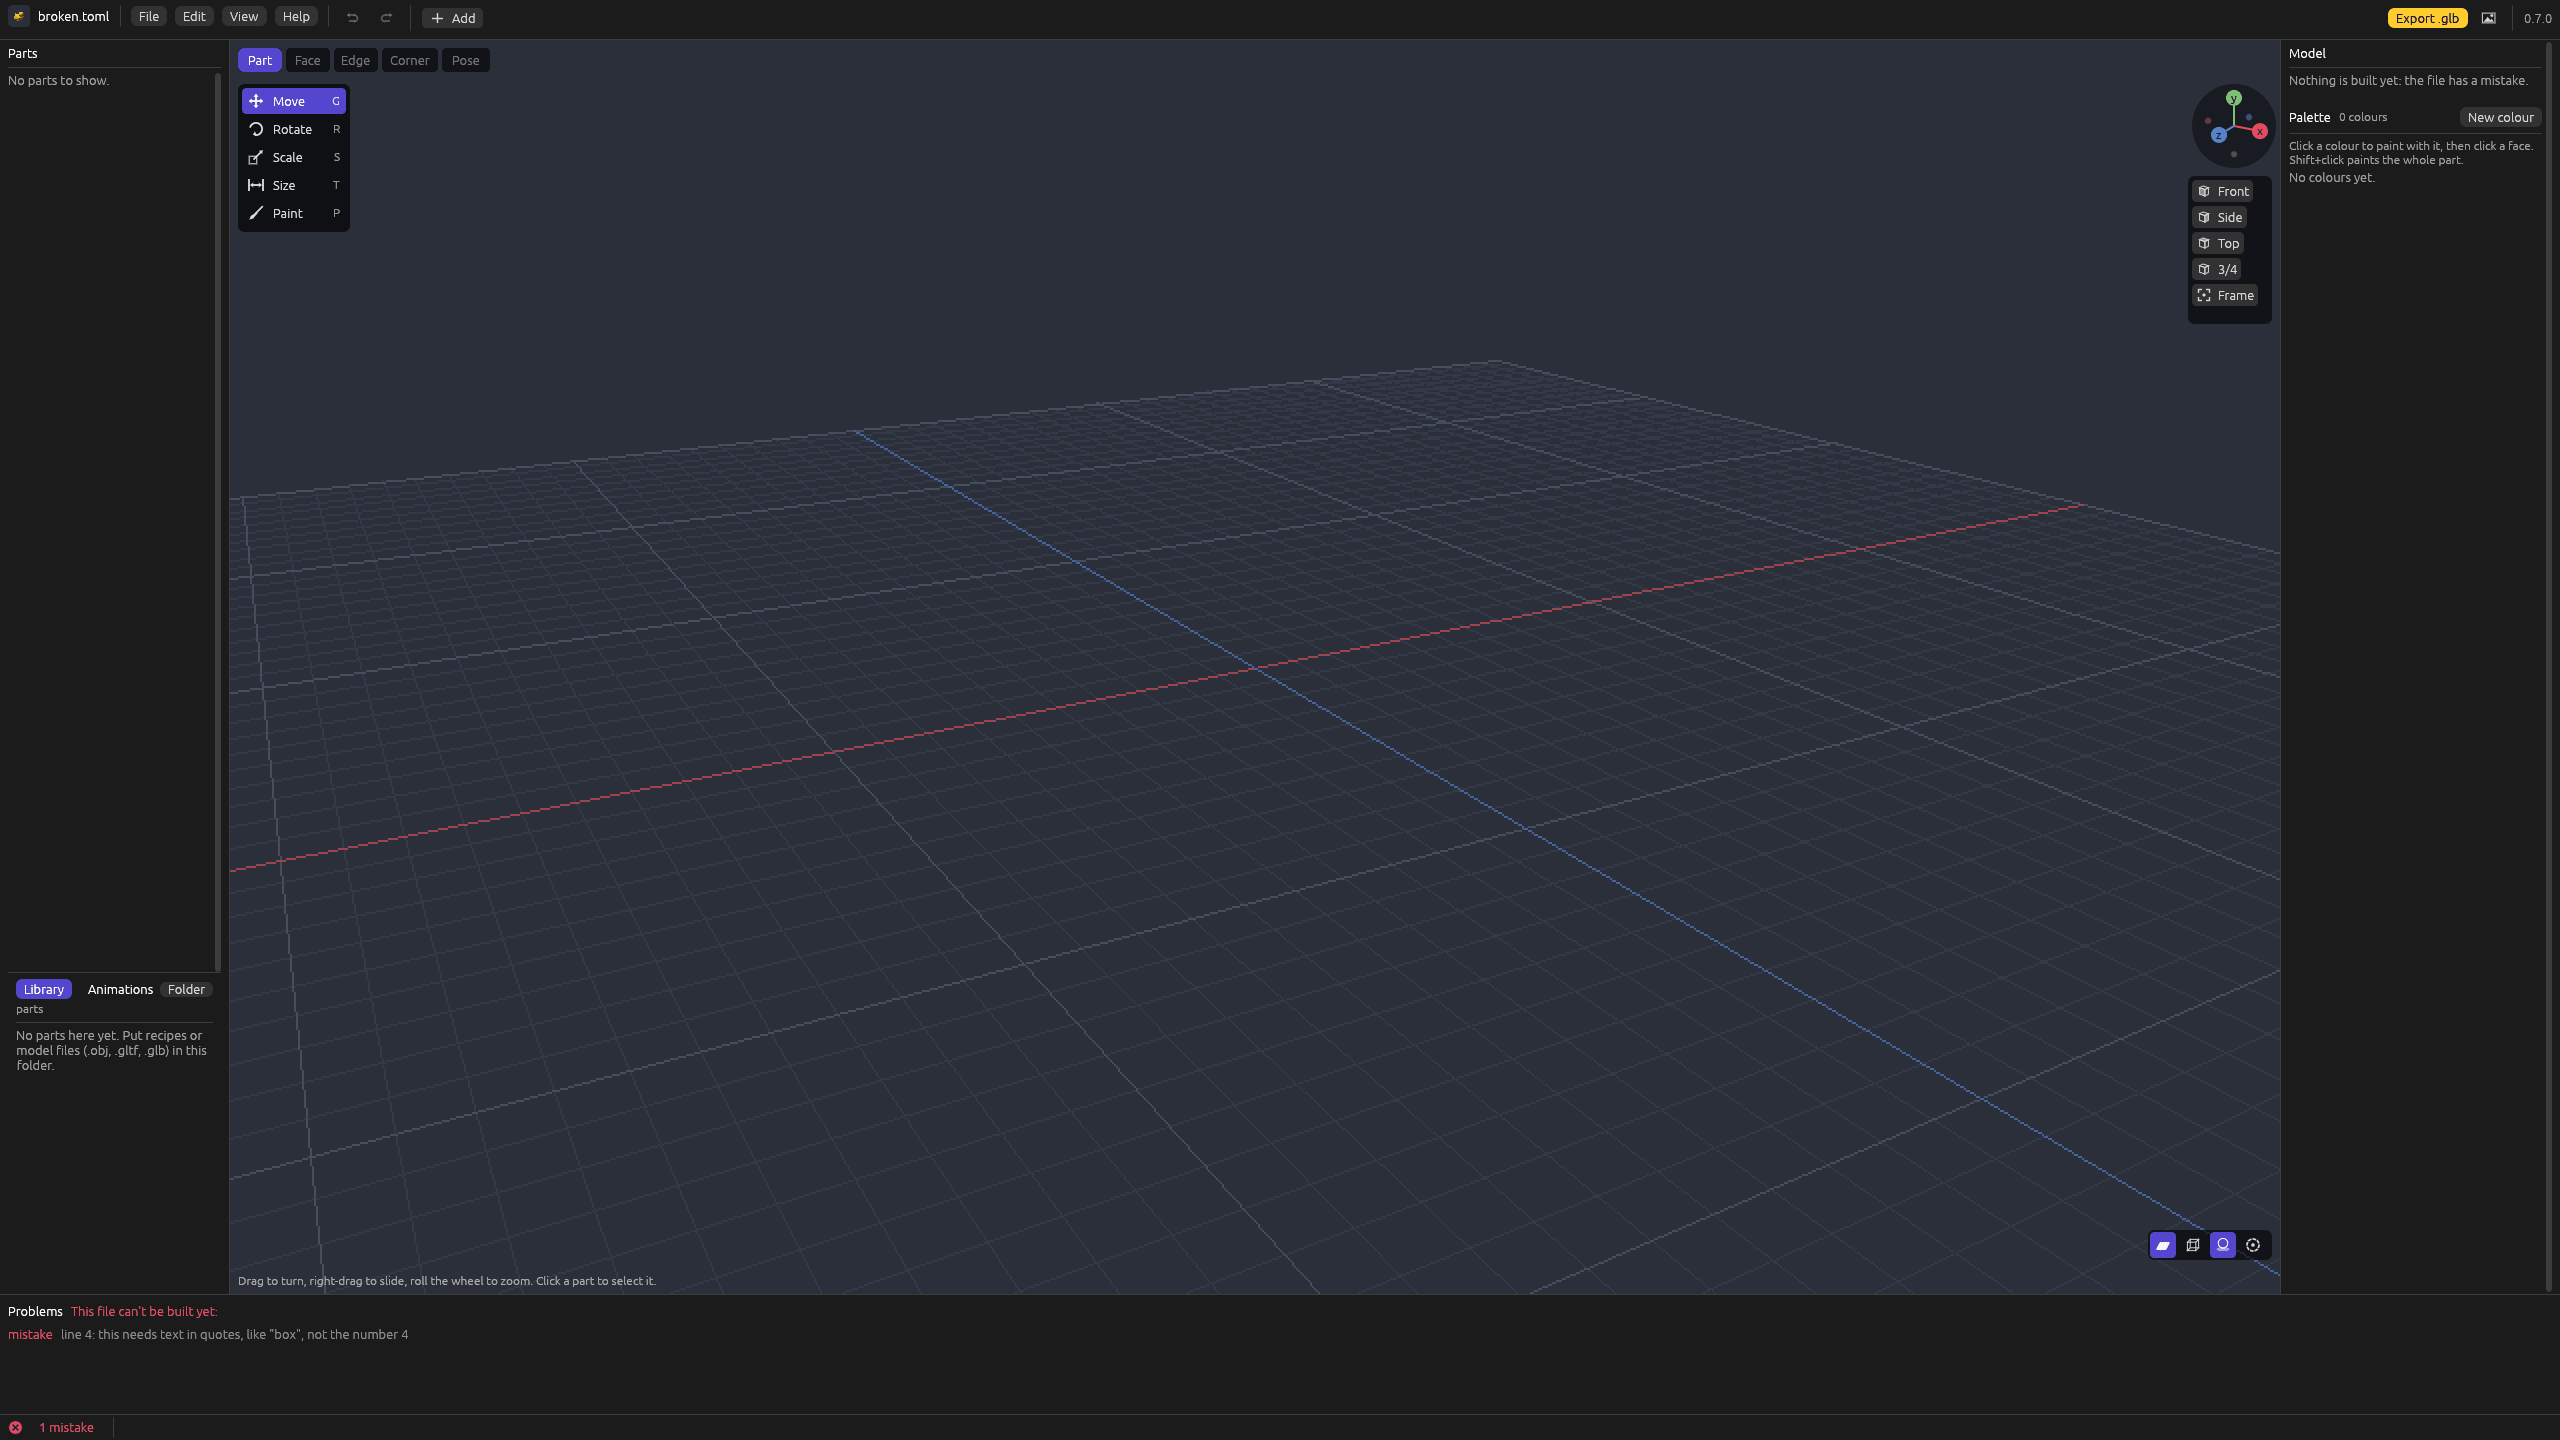 broken.toml File Edit View Help + Add Export .glb 0.7.0
Parts
No parts to show.
Part Face Edge Corner Pose
Move G
Rotate R
Scale S
Size T
Paint P
y
x
z
Front
Side
Top
3/4
Frame
Model
Nothing is built yet: the file has a mistake.
Palette 0 colours New colour
Click a colour to paint with it, then click a face.
Shift+click paints the whole part.
No colours yet.
Library Animations Folder
parts
No parts here yet. Put recipes or
model files (.obj, .gltf, .glb) in this
folder.
Drag to turn, right-drag to slide, roll the wheel to zoom. Click a part to select it.
Problems This file can't be built yet:
mistake line 4: this needs text in quotes, like "box", not the number 4
1 mistake